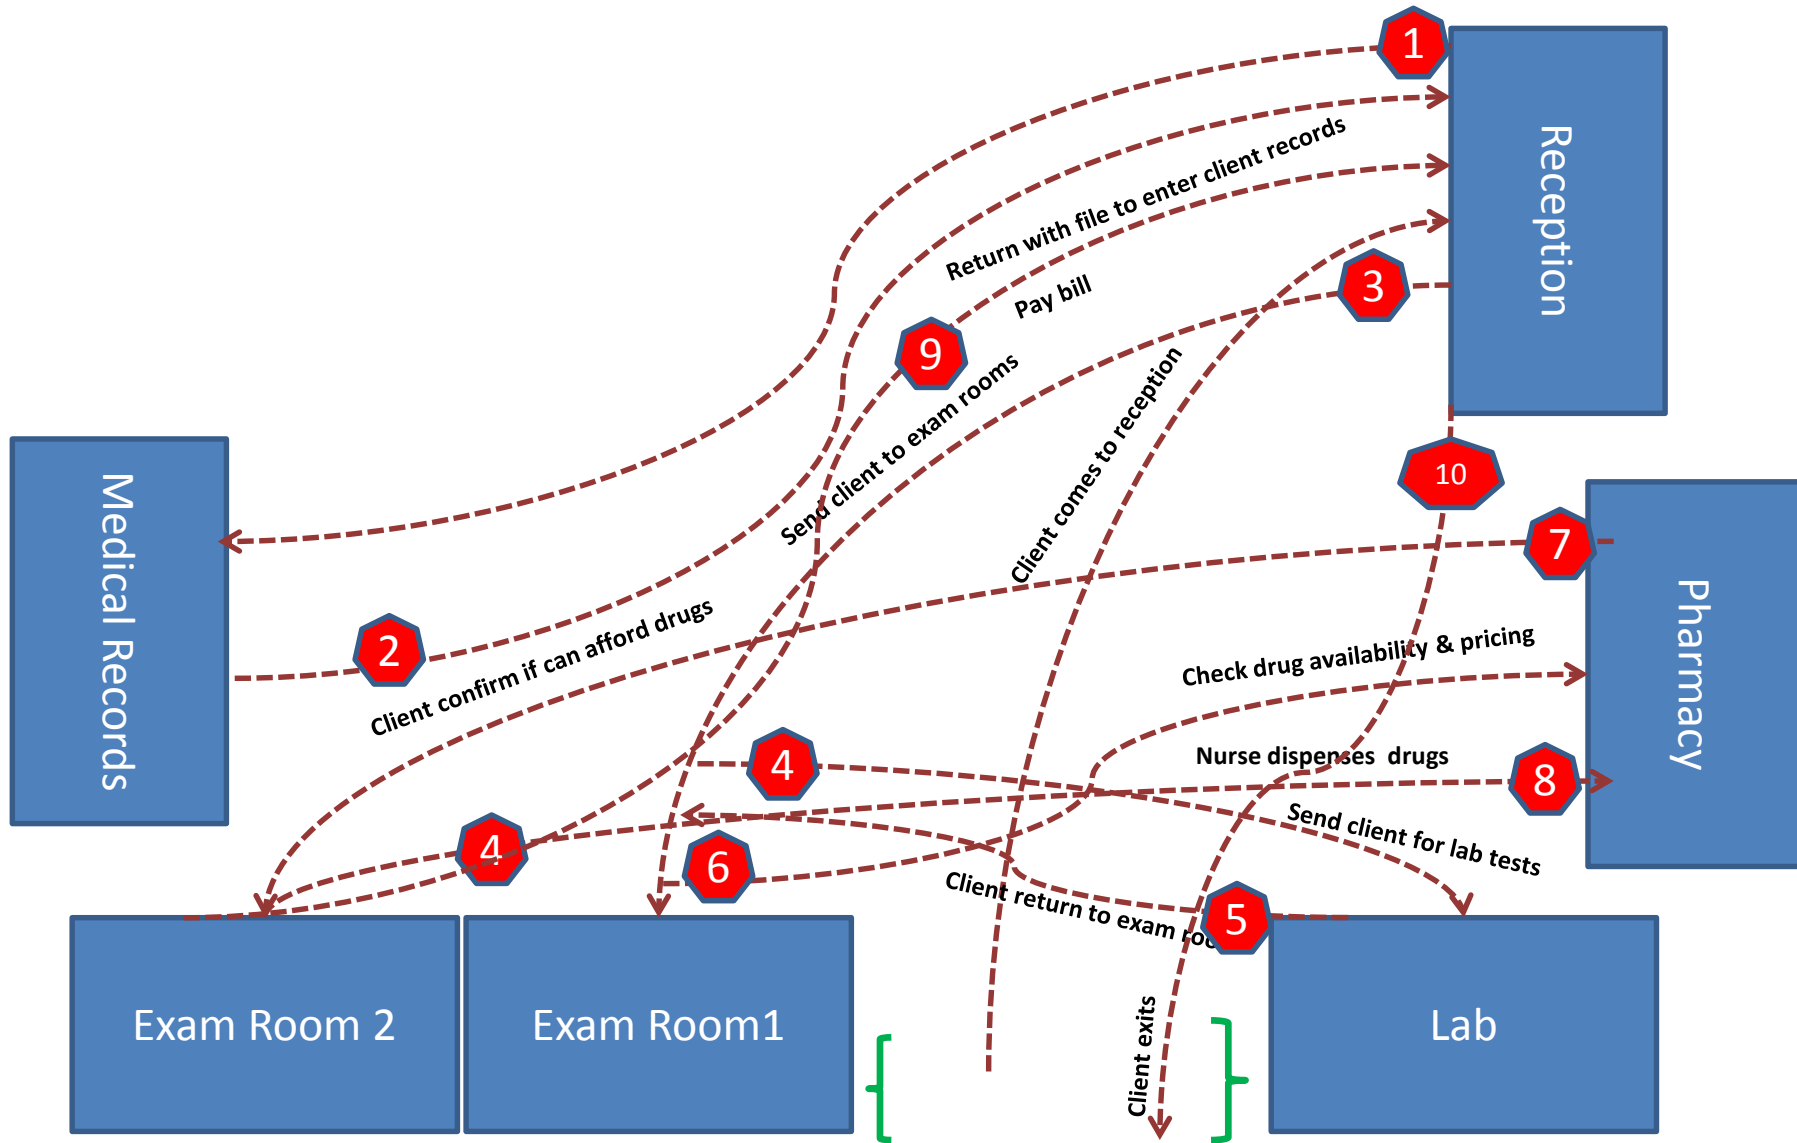 1
Reception
Return with file to enter client records
Pay bill
3
9
Send client to exam rooms
Client comes to reception
10
Medical Records
7
2
Client confirm if can afford drugs
Pharmacy
Check drug availability & pricing
4
Nurse dispenses drugs
8
Send client for lab tests
4
6
Client return to exam
5
Exam Room 2
Exam Room1
Client exits
Lab